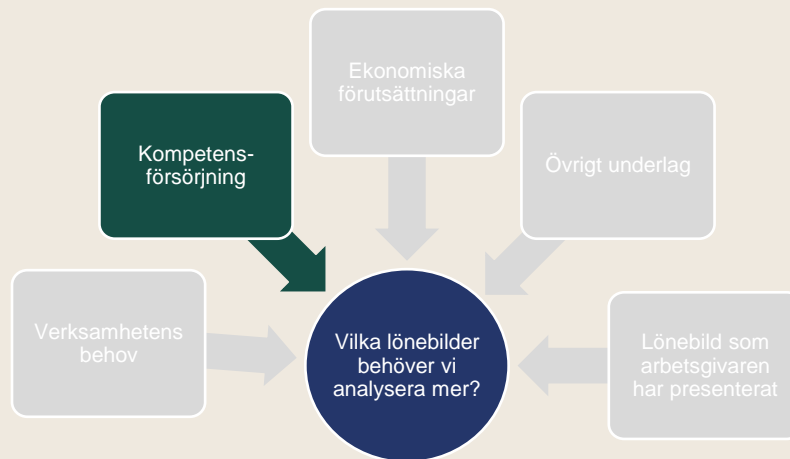 Ekonomiska
förutsättningar
Kompetens-
försörjning
Övrigt underlag
Verksamhetens
behov
Vilka lönebilder
behöver vi
analysera mer?
Lönebild som
arbetsgivaren
har presenterat